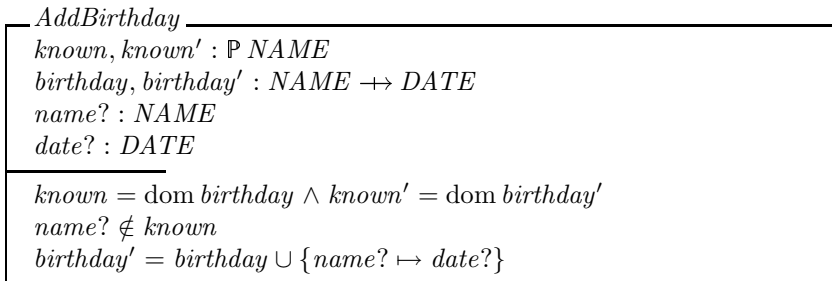 AddBirthday
known, known′ : ℙ NAME
birthday, birthday′ : NAME ⇸ DATE
name? : NAME
date? : DATE
known = dom birthday ∧ known′ = dom birthday′
name? ∉ known
birthday′ = birthday ∪ {name? ↦ date?}